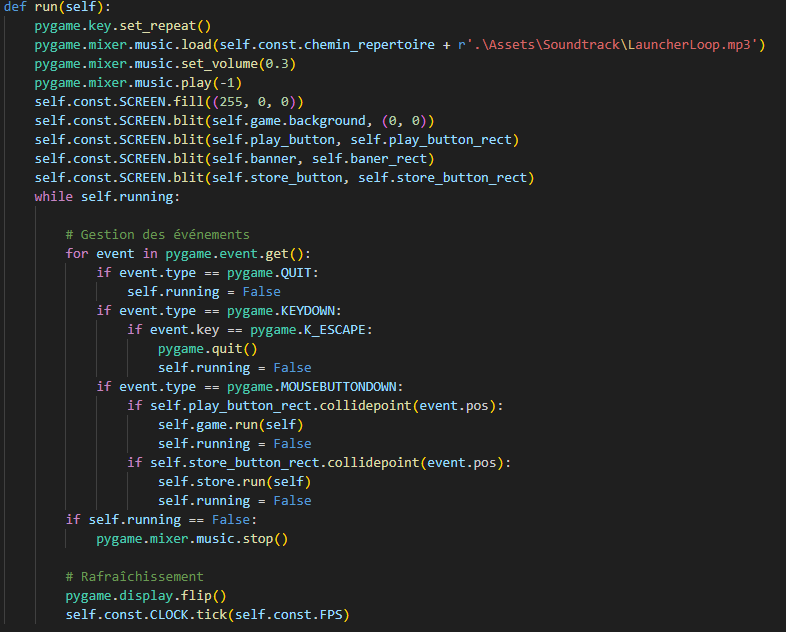 def run(self):
    pygame.key.set_repeat()
    pygame.mixer.music.load(self.const.chemin_repertoire + r'.\Assets\Soundtrack\LauncherLoop.mp3')
    pygame.mixer.music.set_volume(0.3)
    pygame.mixer.music.play(-1)
    self.const.SCREEN.fill((255, 0, 0))
    self.const.SCREEN.blit(self.game.background, (0, 0))
    self.const.SCREEN.blit(self.play_button, self.play_button_rect)
    self.const.SCREEN.blit(self.banner, self.baner_rect)
    self.const.SCREEN.blit(self.store_button, self.store_button_rect)
    while self.running:
        # Gestion des événements
        for event in pygame.event.get():
            if event.type == pygame.QUIT:
                self.running = False
            if event.type == pygame.KEYDOWN:
                if event.key == pygame.K_ESCAPE:
                    pygame.quit()
                    self.running = False
            if event.type == pygame.MOUSEBUTTONDOWN:
                if self.play_button_rect.collidepoint(event.pos):
                    self.game.run(self)
                    self.running = False
                if self.store_button_rect.collidepoint(event.pos):
                    self.store.run(self)
                    self.running = False
        if self.running == False:
            pygame.mixer.music.stop()
        # Rafraîchissement
        pygame.display.flip()
        self.const.CLOCK.tick(self.const.FPS)